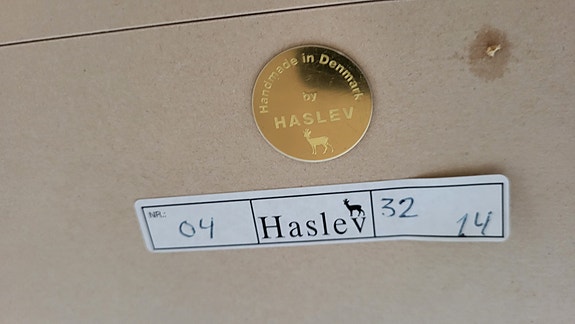 Handmade in Denmark
by
HASLEV
NR.: 04 Haslev 32 14